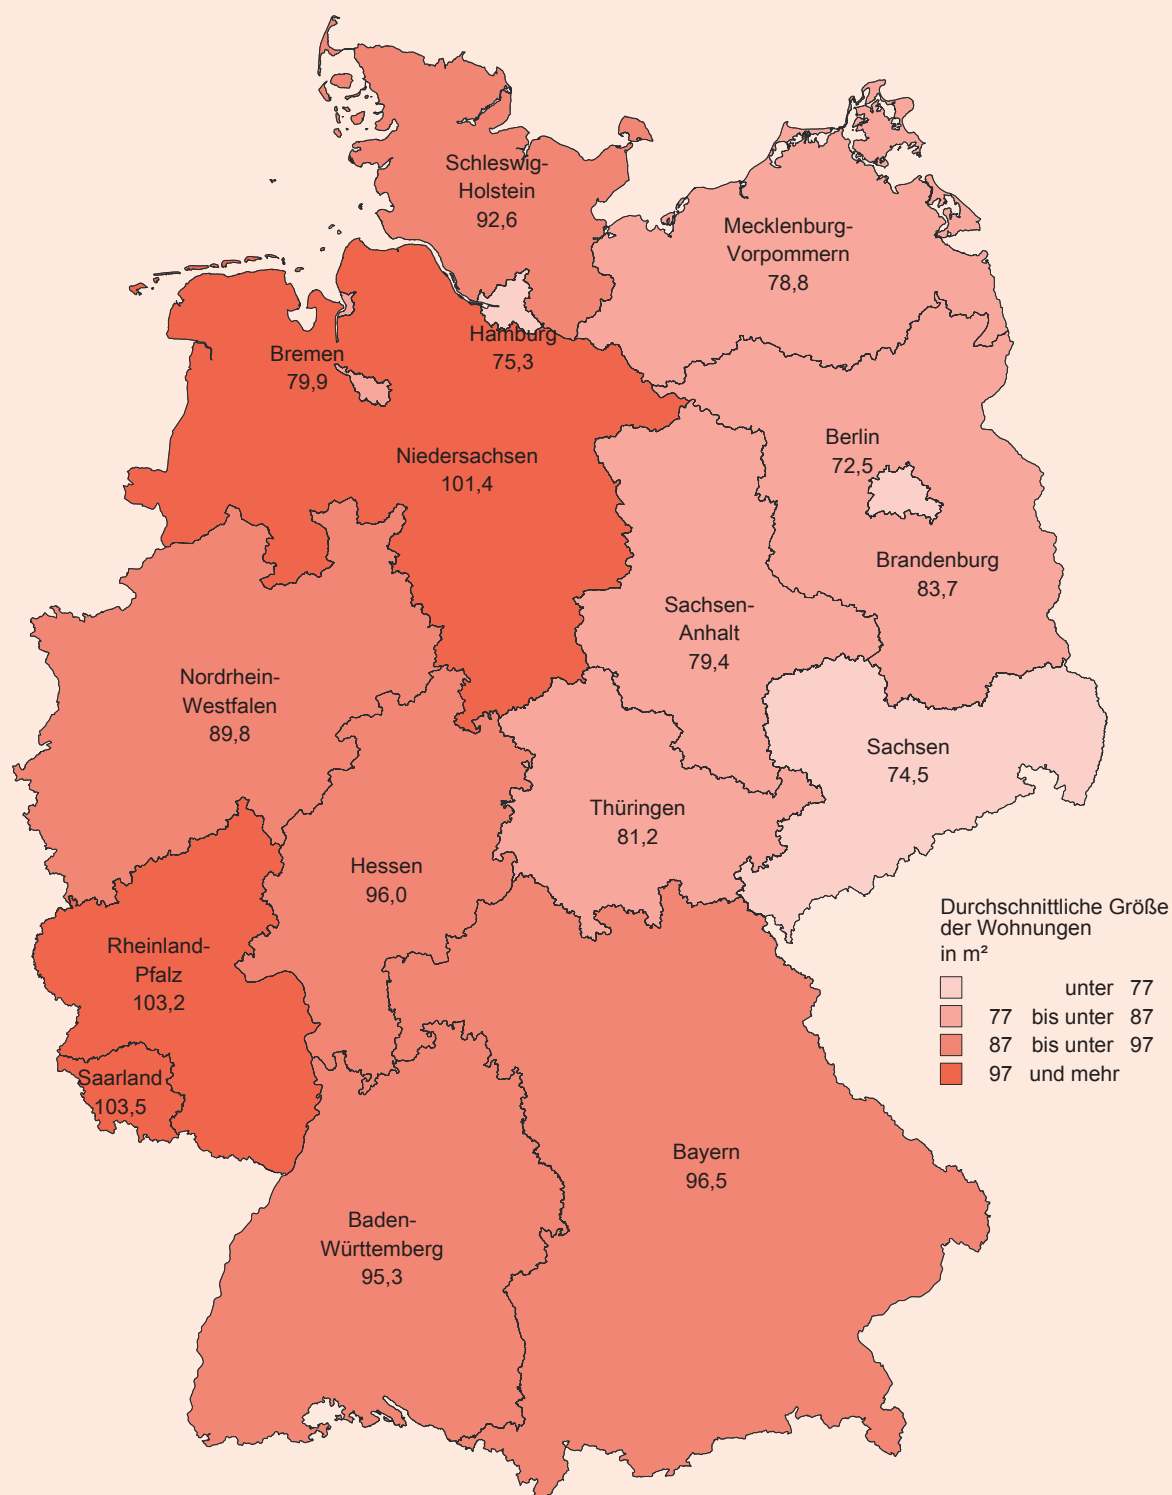 Schleswig-
Holstein
92,6
Mecklenburg-
Vorpommern
78,8
Hamburg
75,3
Bremen
79,9
Niedersachsen
101,4
Berlin
72,5
Brandenburg
83,7
Sachsen-
Anhalt
79,4
Nordrhein-
Westfalen
89,8
Sachsen
74,5
Thüringen
81,2
Hessen
96,0
Rheinland-
Pfalz
103,2
Saarland
103,5
Bayern
96,5
Baden-
Württemberg
95,3
Durchschnittliche Größe
der Wohnungen
in m²
unter 77
77 bis unter 87
87 bis unter 97
97 und mehr